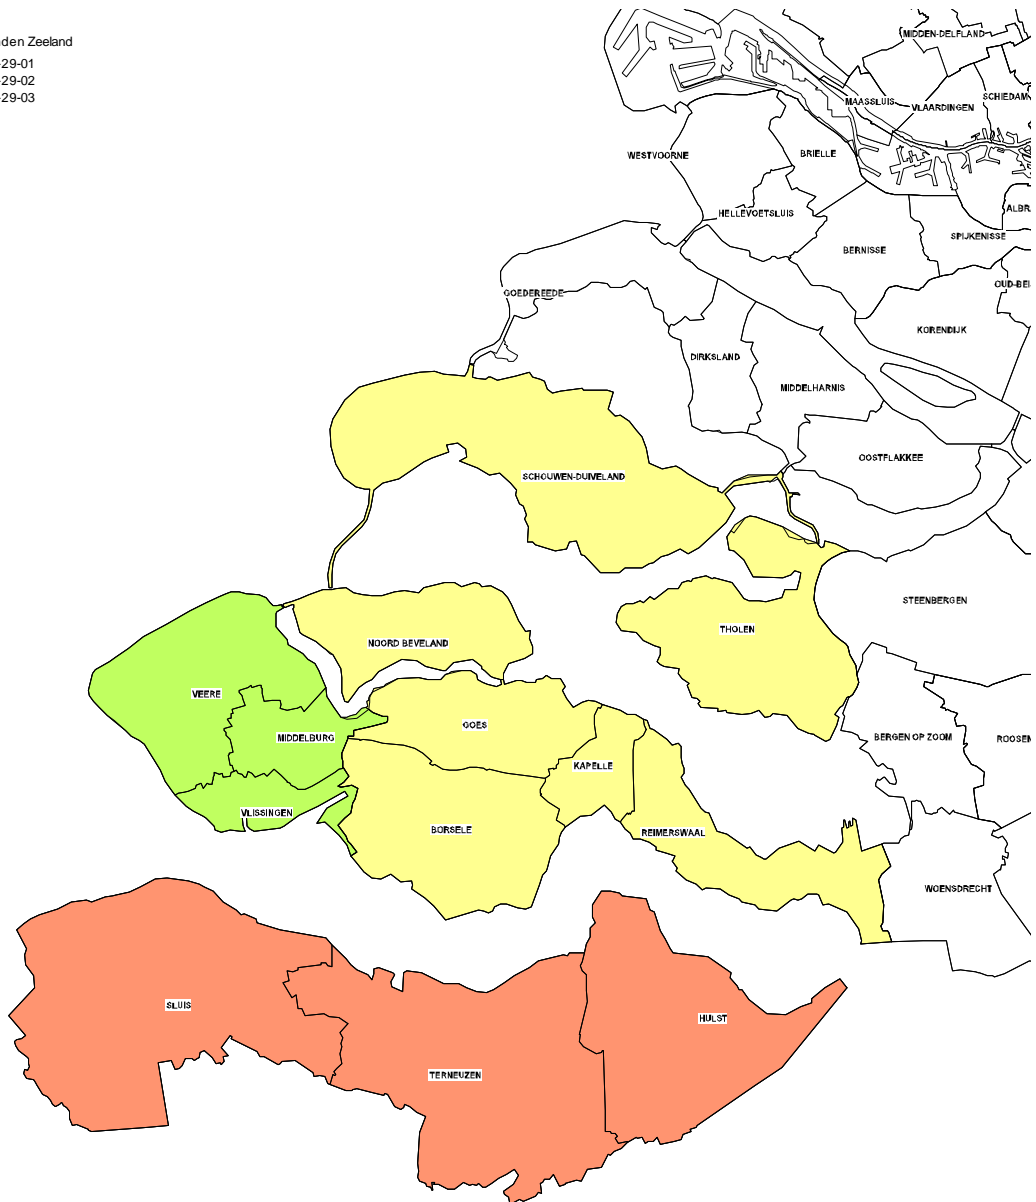 nden Zeeland
-29-01
-29-02
-29-03
MIDDEN-DELFLAND
MAASSLUIS
VLAARDINGEN
SCHIEDAM
WESTVOORNE
BRIELLE
HELLEVOETSLUIS
ALBR
SPIJKENISSE
BERNISSE
OUD-BEI
GOEDEREEDE
KORENDIJK
DIRKSLAND
MIDDELHARNIS
OOSTFLAKKEE
SCHOUWEN-DUIVELAND
STEENBERGEN
THOLEN
NOORD BEVELAND
VEERE
GOES
MIDDELBURG
BERGEN OP ZOOM
ROOSEN
KAPELLE
VLISSINGEN
BORSELE
REIMERSWAAL
WOENSDRECHT
SLUIS
HULST
TERNEUZEN